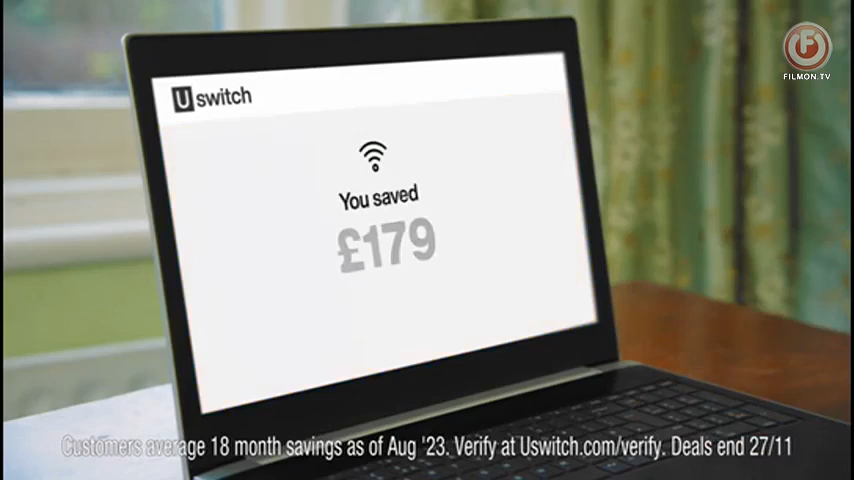 FILMON.TV
Uswitch
You saved
£179
Customers average 18 month savings as of Aug '23. Verify at Uswitch.com/verify. Deals end 27/11